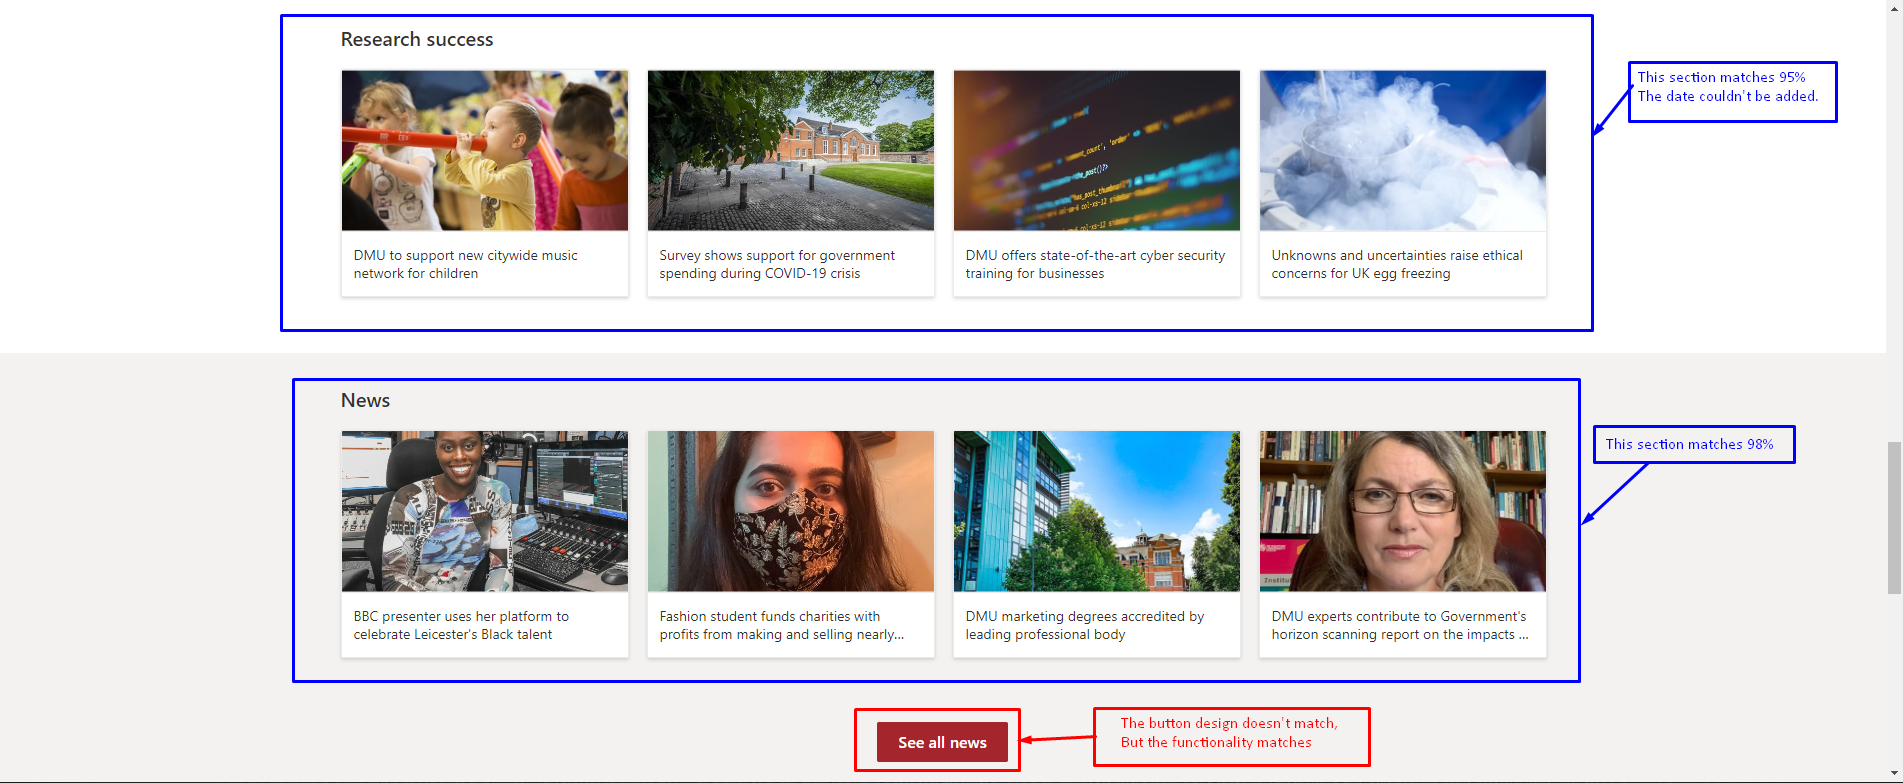 Research success
This section matches 95%
The date couldn't be added.
DMU to support new citywide music
network for children
Survey shows support for government
spending during COVID-19 crisis
DMU offers state-of-the-art cyber security
training for businesses
Unknowns and uncertainties raise ethical
concerns for UK egg freezing
News
This section matches 98%
BBC presenter uses her platform to
celebrate Leicester's Black talent
Fashion student funds charities with
profits from making and selling nearly...
DMU marketing degrees accredited by
leading professional body
DMU experts contribute to Government's
horizon scanning report on the impacts ...
See all news
The button design doesn't match,
But the functionality matches